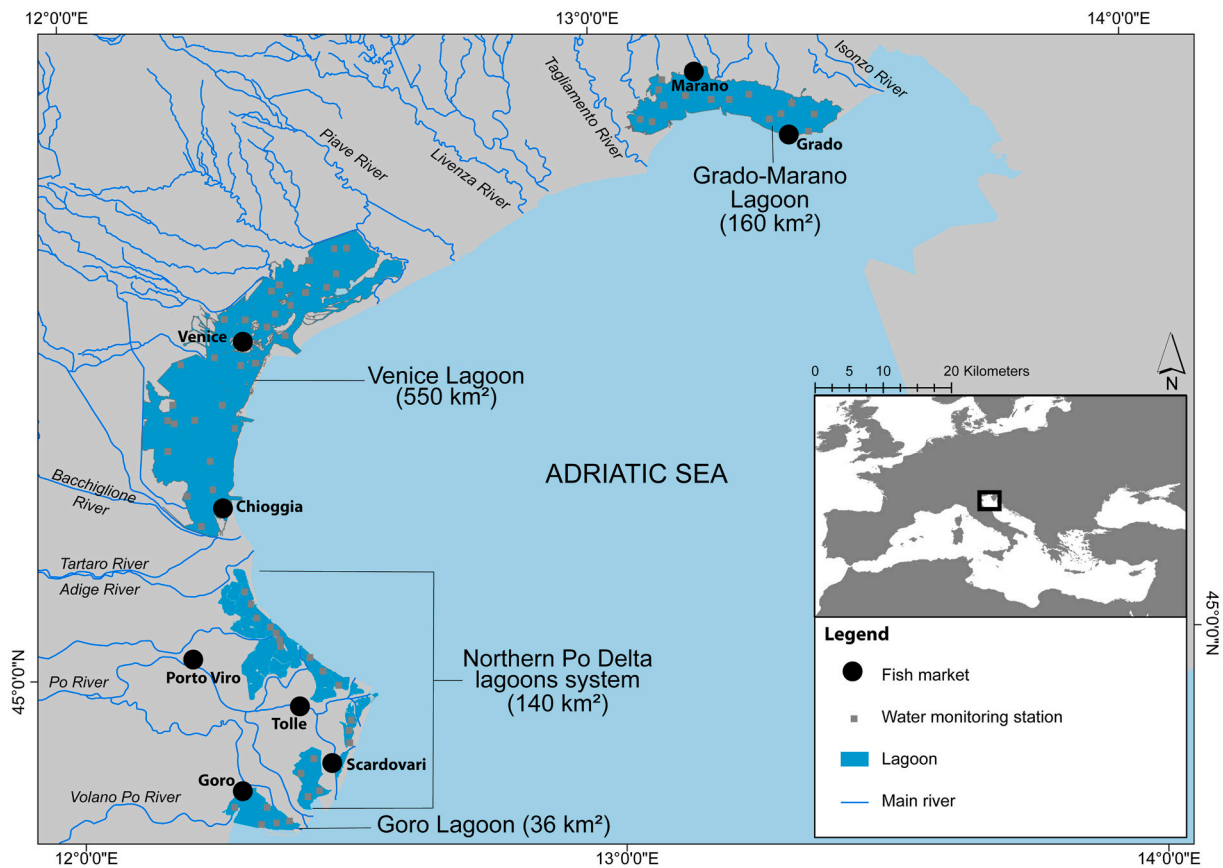 12°0'0"E
13°0'0"E
14°0'0"E
Isonzo River
Tagliamento River
Marano
Grado
Piave River
Livenza River
Grado-Marano
Lagoon
(160 km²)
Venice
Venice Lagoon
(550 km²)
0 5 10 20 Kilometers
N
ADRIATIC SEA
Bacchiglione
River
Chioggia
Tartaro River
Adige River
45°0'0"N
Legend
Fish market
Water monitoring station
Lagoon
Main river
Northern Po Delta
lagoons system
(140 km²)
Porto Viro
Po River
45°0'0"N
Tolle
Scardovari
Goro
Volano Po River
Goro Lagoon (36 km²)
12°0'0"E
13°0'0"E
14°0'0"E